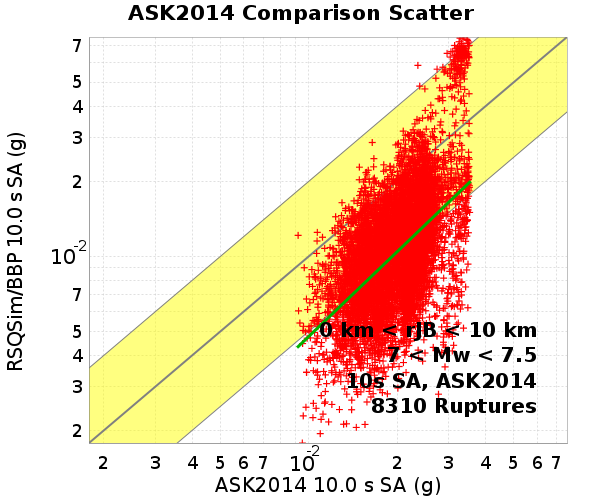 ASK2014 Comparison Scatter
RSQSim/BBP 10.0 s SA (g)
7
5
4
3
2
10-2
7
5
4
3
2
0 km < rJB < 10 km
7 < Mw < 7.5
10s SA, ASK2014
8310 Ruptures
2 3 4 5 6 7 10-2 2 3 4 5 6 7
ASK2014 10.0 s SA (g)